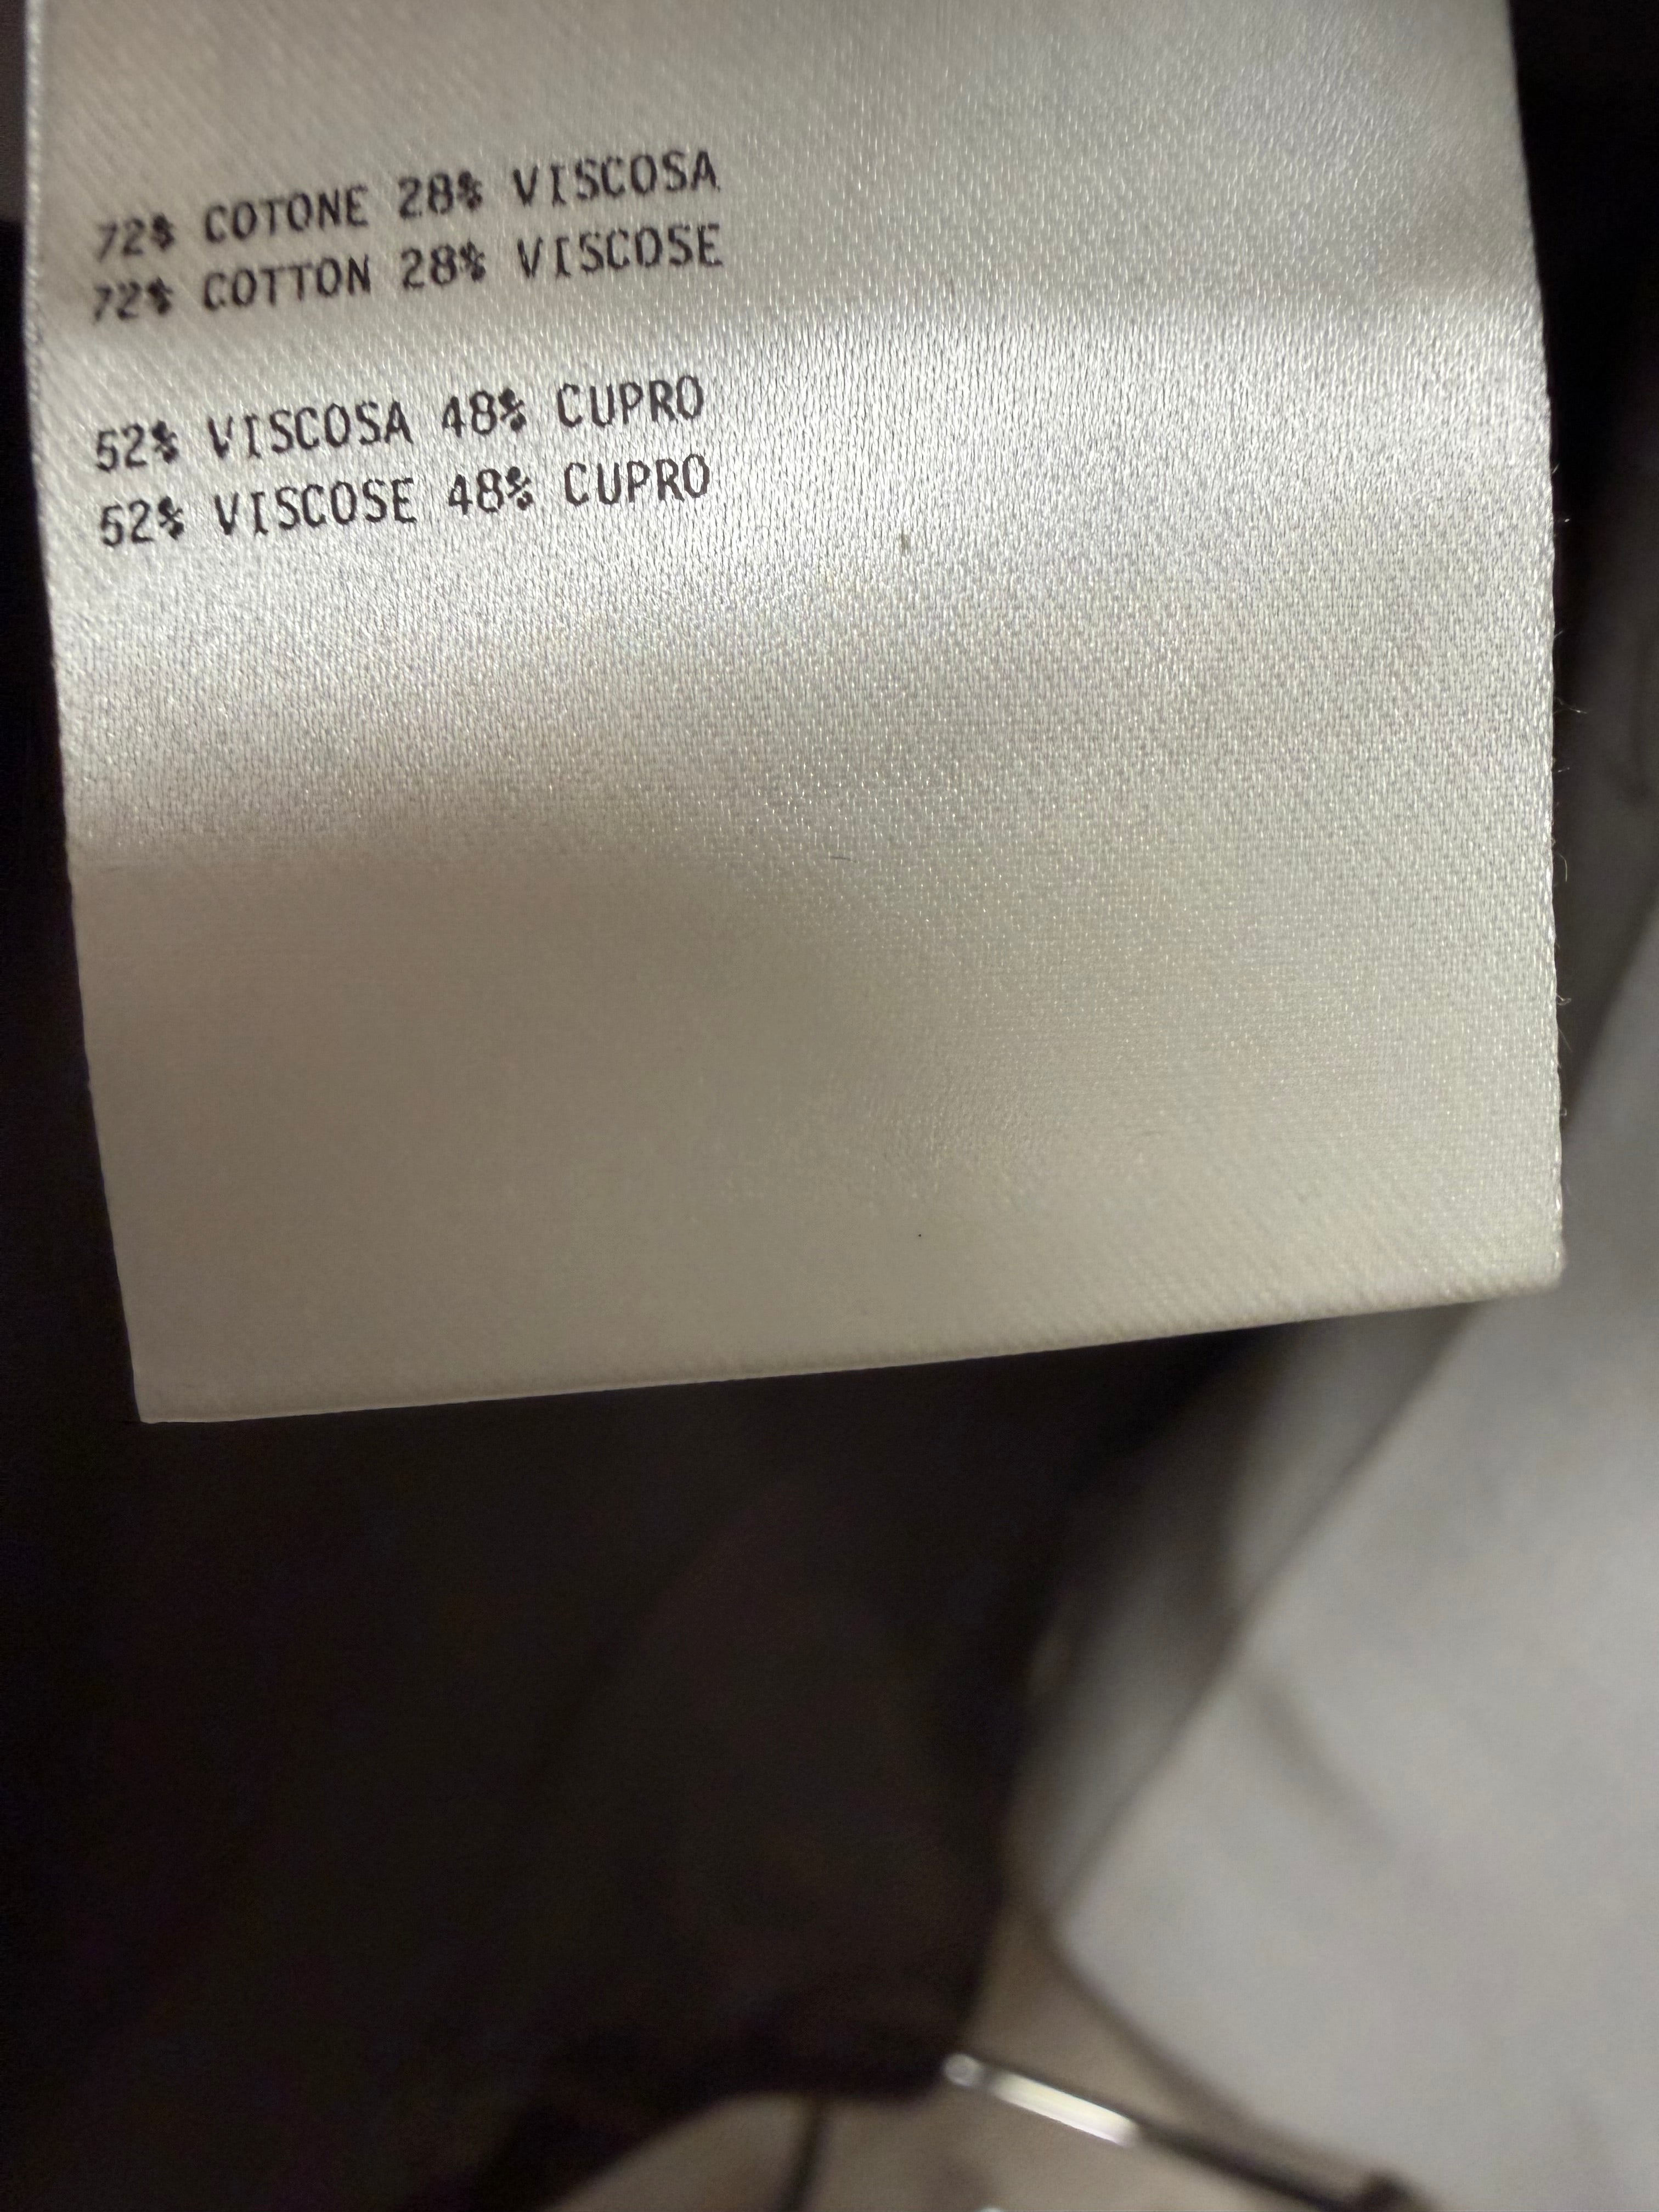 72% COTONE 28% VISCOSA
72% COTTON 28% VISCOSE
52% VISCOSA 48% CUPRO
52% VISCOSE 48% CUPRO